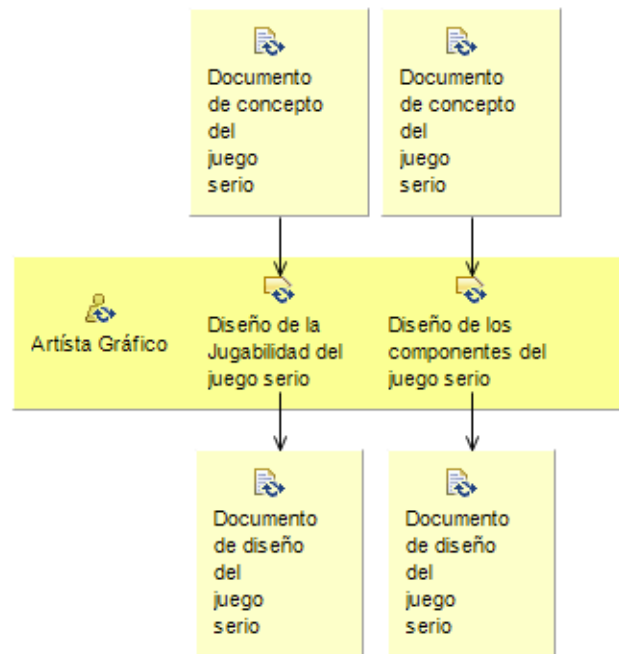 Documento
de concepto
del
juego
serio
Documento
de concepto
del
juego
serio
Artísta Gráfico
Diseño de la
Jugabilidad del
juego serio
Diseño de los
componentes del
juego serio
Documento
de diseño
del
juego
serio
Documento
de diseño
del
juego
serio